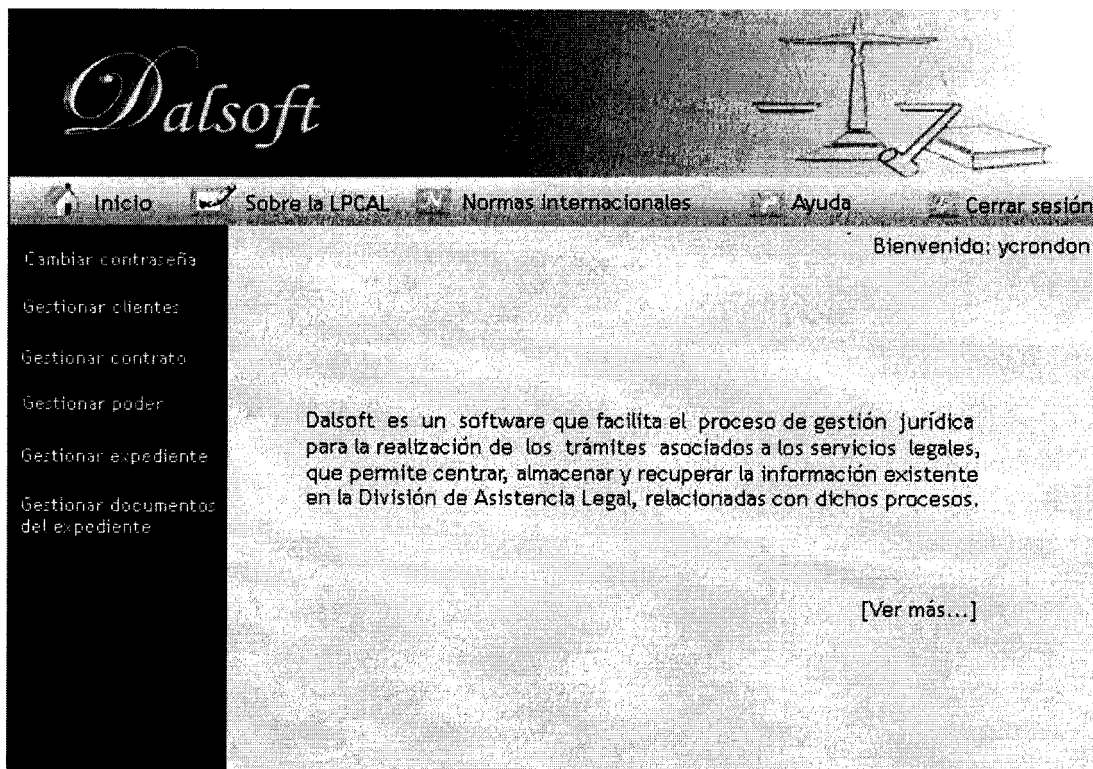 Dalsoft
Inicio Sobre la LPCAL Normas Internacionales Ayuda Cerrar sesión
Bienvenido: ycrondon
Cambiar contraseña
Gestionar clientes
Gestionar contrato
Gestionar poder
Gestionar expediente
Gestionar documentos
del expediente
Dalsoft es un software que facilita el proceso de gestión jurídica
para la realización de los trámites asociados a los servicios legales,
que permite centrar, almacenar y recuperar la información existente
en la División de Asistencia Legal, relacionadas con dichos procesos.
[Ver más...]